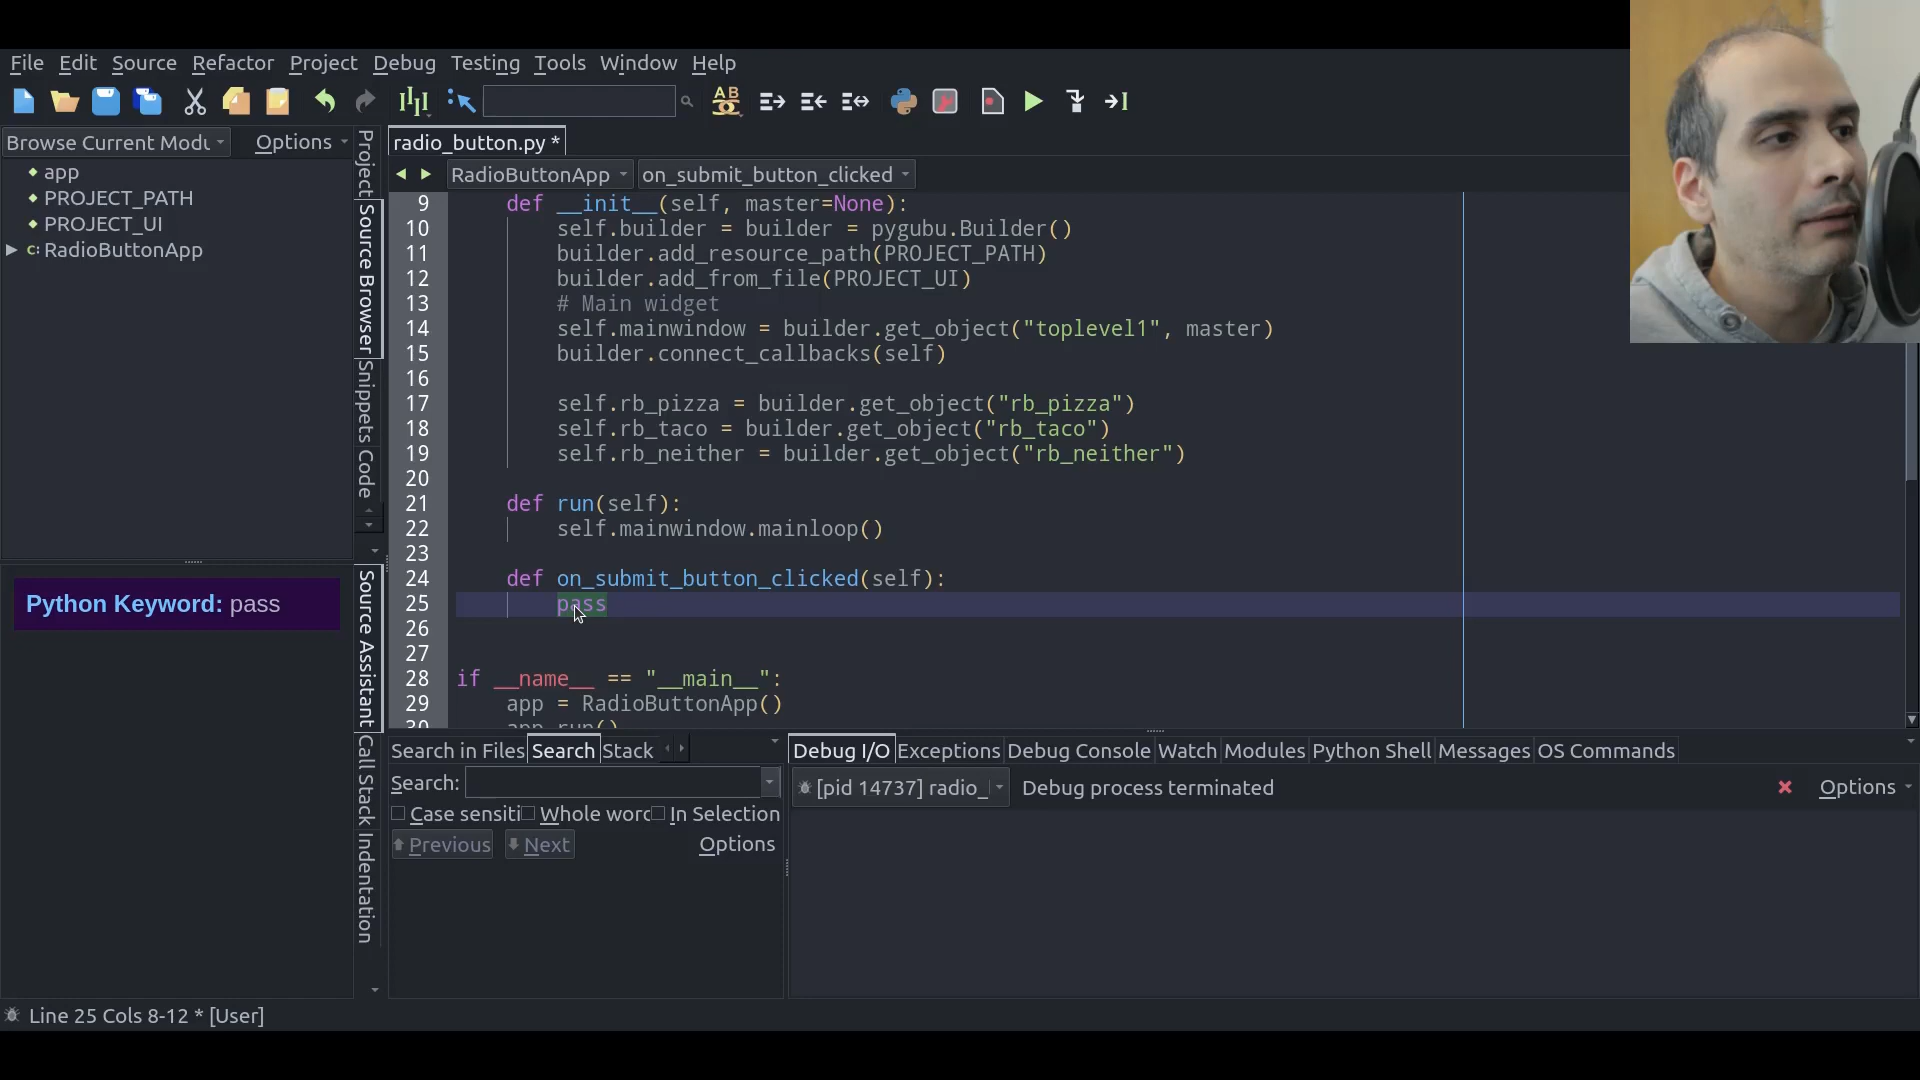 File Edit Source Refactor Project Debug Testing Tools Window Help
Browse Current Modu Options
app
PROJECT_PATH
PROJECT_UI
RadioButtonApp
Project
Source Browser
Snippets
Code
radio_button.py *
RadioButtonApp on_submit_button_clicked
9 def __init__(self, master=None):
10 self.builder = builder = pygubu.Builder()
11 builder.add_resource_path(PROJECT_PATH)
12 builder.add_from_file(PROJECT_UI)
13 # Main widget
14 self.mainwindow = builder.get_object("toplevel1", master)
15 builder.connect_callbacks(self)
16
17 self.rb_pizza = builder.get_object("rb_pizza")
18 self.rb_taco = builder.get_object("rb_taco")
19 self.rb_neither = builder.get_object("rb_neither")
20
21 def run(self):
22 self.mainwindow.mainloop()
23
24 def on_submit_button_clicked(self):
25 pass
26
27
28 if __name__ == "__main__":
29 app = RadioButtonApp()
30 app.run()
Python Keyword: pass
Source Assistant
Call Stack
Indentation
Search in Files Search Stack
Search:
Case sensiti Whole word In Selection
Previous Next Options
Debug I/O Exceptions Debug Console Watch Modules Python Shell Messages OS Commands
[pid 14737] radio_ Debug process terminated Options
Line 25 Cols 8-12 * [User]